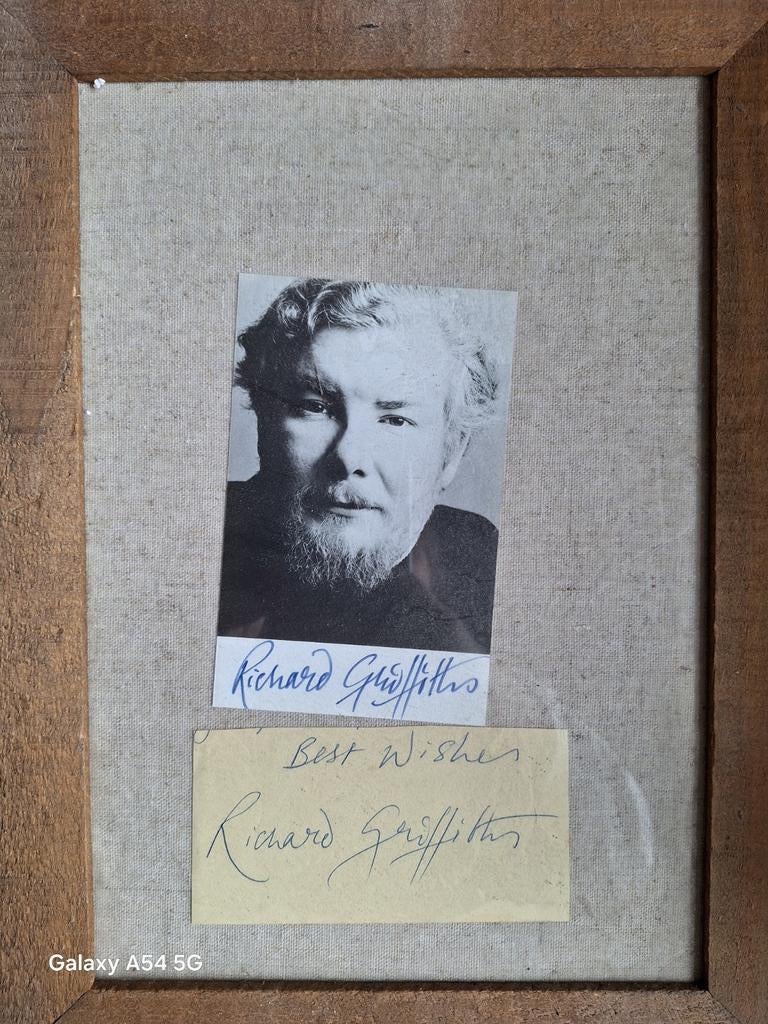 Richard Griffiths
Best Wishes
Richard Griffiths
Galaxy A54 5G